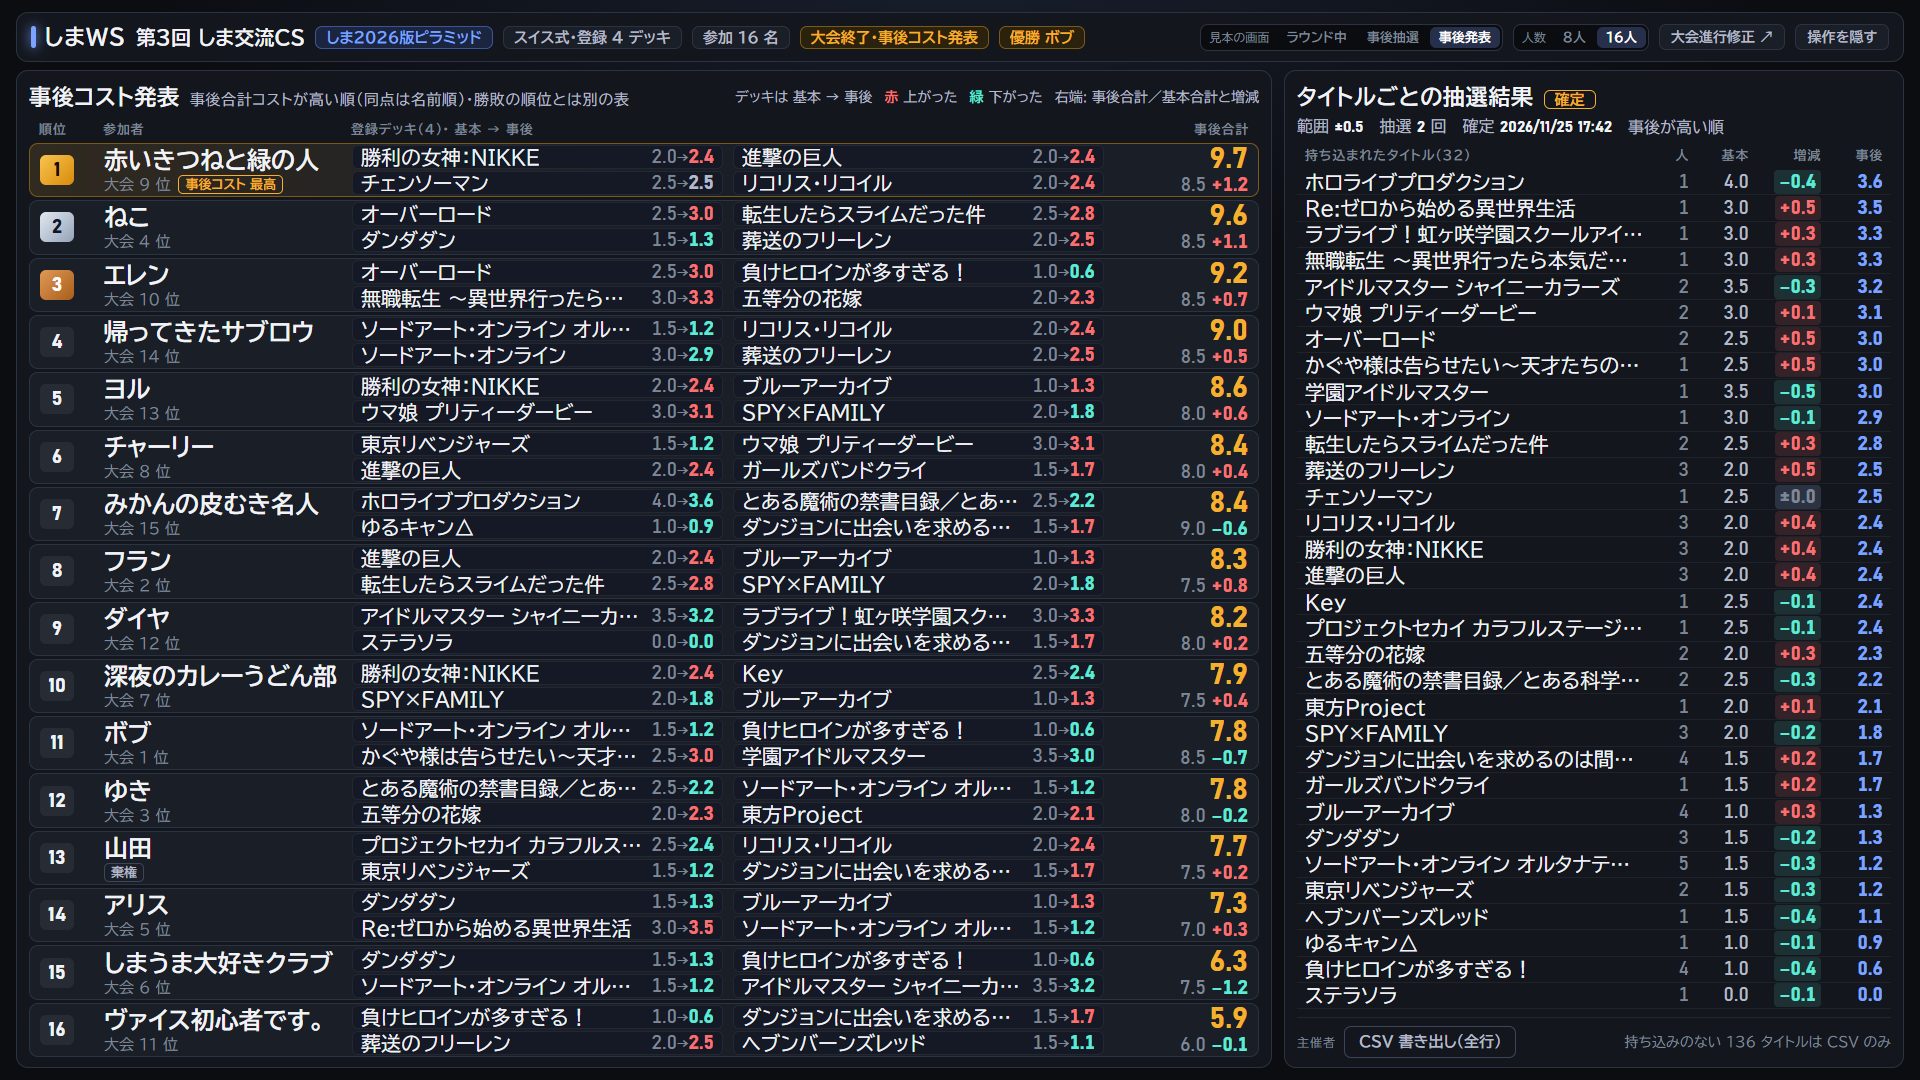 しまWS 第3回 しま交流CS しま2026版ピラミッド スイス式・登録 4 デッキ 参加 16 名 大会終了・事後コスト発表 優勝 ボブ
見本の画面 ラウンド中 事後抽選 事後発表 人数 8人 16人 大会進行修正 ↗ 操作を隠す
事後コスト発表 事後合計コストが高い順(同点は名前順)・勝敗の順位とは別の表
デッキは 基本 → 事後 赤 上がった 緑 下がった 右端: 事後合計/基本合計と増減
順位 参加者 登録デッキ(4)・基本 → 事後 事後合計
1 赤いきつねと緑の人 勝利の女神:NIKKE 2.0→2.4 進撃の巨人 2.0→2.4 9.7
大会 9 位 事後コスト 最高 チェンソーマン 2.5→2.5 リコリス・リコイル 2.0→2.4 8.5 +1.2
2 ねこ オーバーロード 2.5→3.0 転生したらスライムだった件 2.5→2.8 9.6
大会 4 位 ダンダダン 1.5→1.3 葬送のフリーレン 2.0→2.5 8.5 +1.1
3 エレン オーバーロード 2.5→3.0 負けヒロインが多すぎる! 1.0→0.6 9.2
大会 10 位 無職転生 ～異世界行ったら… 3.0→3.3 五等分の花嫁 2.0→2.3 8.5 +0.7
4 帰ってきたサブロウ ソードアート・オンライン オル… 1.5→1.2 リコリス・リコイル 2.0→2.4 9.0
大会 14 位 ソードアート・オンライン 3.0→2.9 葬送のフリーレン 2.0→2.5 8.5 +0.5
5 ヨル 勝利の女神:NIKKE 2.0→2.4 ブルーアーカイブ 1.0→1.3 8.6
大会 13 位 ウマ娘 プリティーダービー 3.0→3.1 SPY×FAMILY 2.0→1.8 8.0 +0.6
6 チャーリー 東京リベンジャーズ 1.5→1.2 ウマ娘 プリティーダービー 3.0→3.1 8.4
大会 8 位 進撃の巨人 2.0→2.4 ガールズバンドクライ 1.5→1.7 8.0 +0.4
7 みかんの皮むき名人 ホロライブプロダクション 4.0→3.6 とある魔術の禁書目録/とあ… 2.5→2.2 8.4
大会 15 位 ゆるキャン△ 1.0→0.9 ダンジョンに出会いを求める… 1.5→1.7 9.0 −0.6
8 フラン 進撃の巨人 2.0→2.4 ブルーアーカイブ 1.0→1.3 8.3
大会 2 位 転生したらスライムだった件 2.5→2.8 SPY×FAMILY 2.0→1.8 7.5 +0.8
9 ダイヤ アイドルマスター シャイニーカ… 3.5→3.2 ラブライブ!虹ヶ咲学園スク… 3.0→3.3 8.2
大会 12 位 ステラソラ 0.0→0.0 ダンジョンに出会いを求める… 1.5→1.7 8.0 +0.2
10 深夜のカレーうどん部 勝利の女神:NIKKE 2.0→2.4 Key 2.5→2.4 7.9
大会 7 位 SPY×FAMILY 2.0→1.8 ブルーアーカイブ 1.0→1.3 7.5 +0.4
11 ボブ ソードアート・オンライン オル… 1.5→1.2 負けヒロインが多すぎる! 1.0→0.6 7.8
大会 1 位 かぐや様は告らせたい～天才… 2.5→3.0 学園アイドルマスター 3.5→3.0 8.5 −0.7
12 ゆき とある魔術の禁書目録/とあ… 2.5→2.2 ソードアート・オンライン オル… 1.5→1.2 7.8
大会 3 位 五等分の花嫁 2.0→2.3 東方Project 2.0→2.1 8.0 −0.2
13 山田 プロジェクトセカイ カラフルス… 2.5→2.4 リコリス・リコイル 2.0→2.4 7.7
棄権 東京リベンジャーズ 1.5→1.2 ダンジョンに出会いを求める… 1.5→1.7 7.5 +0.2
14 アリス ダンダダン 1.5→1.3 ブルーアーカイブ 1.0→1.3 7.3
大会 5 位 Re:ゼロから始める異世界生活 3.0→3.5 ソードアート・オンライン オル… 1.5→1.2 7.0 +0.3
15 しまうま大好きクラブ ダンダダン 1.5→1.3 負けヒロインが多すぎる! 1.0→0.6 6.3
大会 6 位 ソードアート・オンライン オル… 1.5→1.2 アイドルマスター シャイニーカ… 3.5→3.2 7.5 −1.2
16 ヴァイス初心者です。 負けヒロインが多すぎる! 1.0→0.6 ダンジョンに出会いを求める… 1.5→1.7 5.9
大会 11 位 葬送のフリーレン 2.0→2.5 ヘブンバーンズレッド 1.5→1.1 6.0 −0.1
タイトルごとの抽選結果 確定
範囲 ±0.5 抽選 2 回 確定 2026/11/25 17:42 事後が高い順
持ち込まれたタイトル(32) 人 基本 増減 事後
ホロライブプロダクション 1 4.0 −0.4 3.6
Re:ゼロから始める異世界生活 1 3.0 +0.5 3.5
ラブライブ!虹ヶ咲学園スクールアイ… 1 3.0 +0.3 3.3
無職転生 ～異世界行ったら本気だ… 1 3.0 +0.3 3.3
アイドルマスター シャイニーカラーズ 2 3.5 −0.3 3.2
ウマ娘 プリティーダービー 2 3.0 +0.1 3.1
オーバーロード 2 2.5 +0.5 3.0
かぐや様は告らせたい～天才たちの… 1 2.5 +0.5 3.0
学園アイドルマスター 1 3.5 −0.5 3.0
ソードアート・オンライン 1 3.0 −0.1 2.9
転生したらスライムだった件 2 2.5 +0.3 2.8
葬送のフリーレン 3 2.0 +0.5 2.5
チェンソーマン 1 2.5 ±0.0 2.5
リコリス・リコイル 3 2.0 +0.4 2.4
勝利の女神:NIKKE 3 2.0 +0.4 2.4
進撃の巨人 3 2.0 +0.4 2.4
Key 1 2.5 −0.1 2.4
プロジェクトセカイ カラフルステージ… 1 2.5 −0.1 2.4
五等分の花嫁 2 2.0 +0.3 2.3
とある魔術の禁書目録/とある科学… 2 2.5 −0.3 2.2
東方Project 1 2.0 +0.1 2.1
SPY×FAMILY 3 2.0 −0.2 1.8
ダンジョンに出会いを求めるのは間… 4 1.5 +0.2 1.7
ガールズバンドクライ 1 1.5 +0.2 1.7
ブルーアーカイブ 4 1.0 +0.3 1.3
ダンダダン 3 1.5 −0.2 1.3
ソードアート・オンライン オルタナテ… 5 1.5 −0.3 1.2
東京リベンジャーズ 2 1.5 −0.3 1.2
ヘブンバーンズレッド 1 1.5 −0.4 1.1
ゆるキャン△ 1 1.0 −0.1 0.9
負けヒロインが多すぎる! 4 1.0 −0.4 0.6
ステラソラ 1 0.0 −0.1 0.0
主催者 CSV 書き出し(全行) 持ち込みのない 136 タイトルは CSV のみ